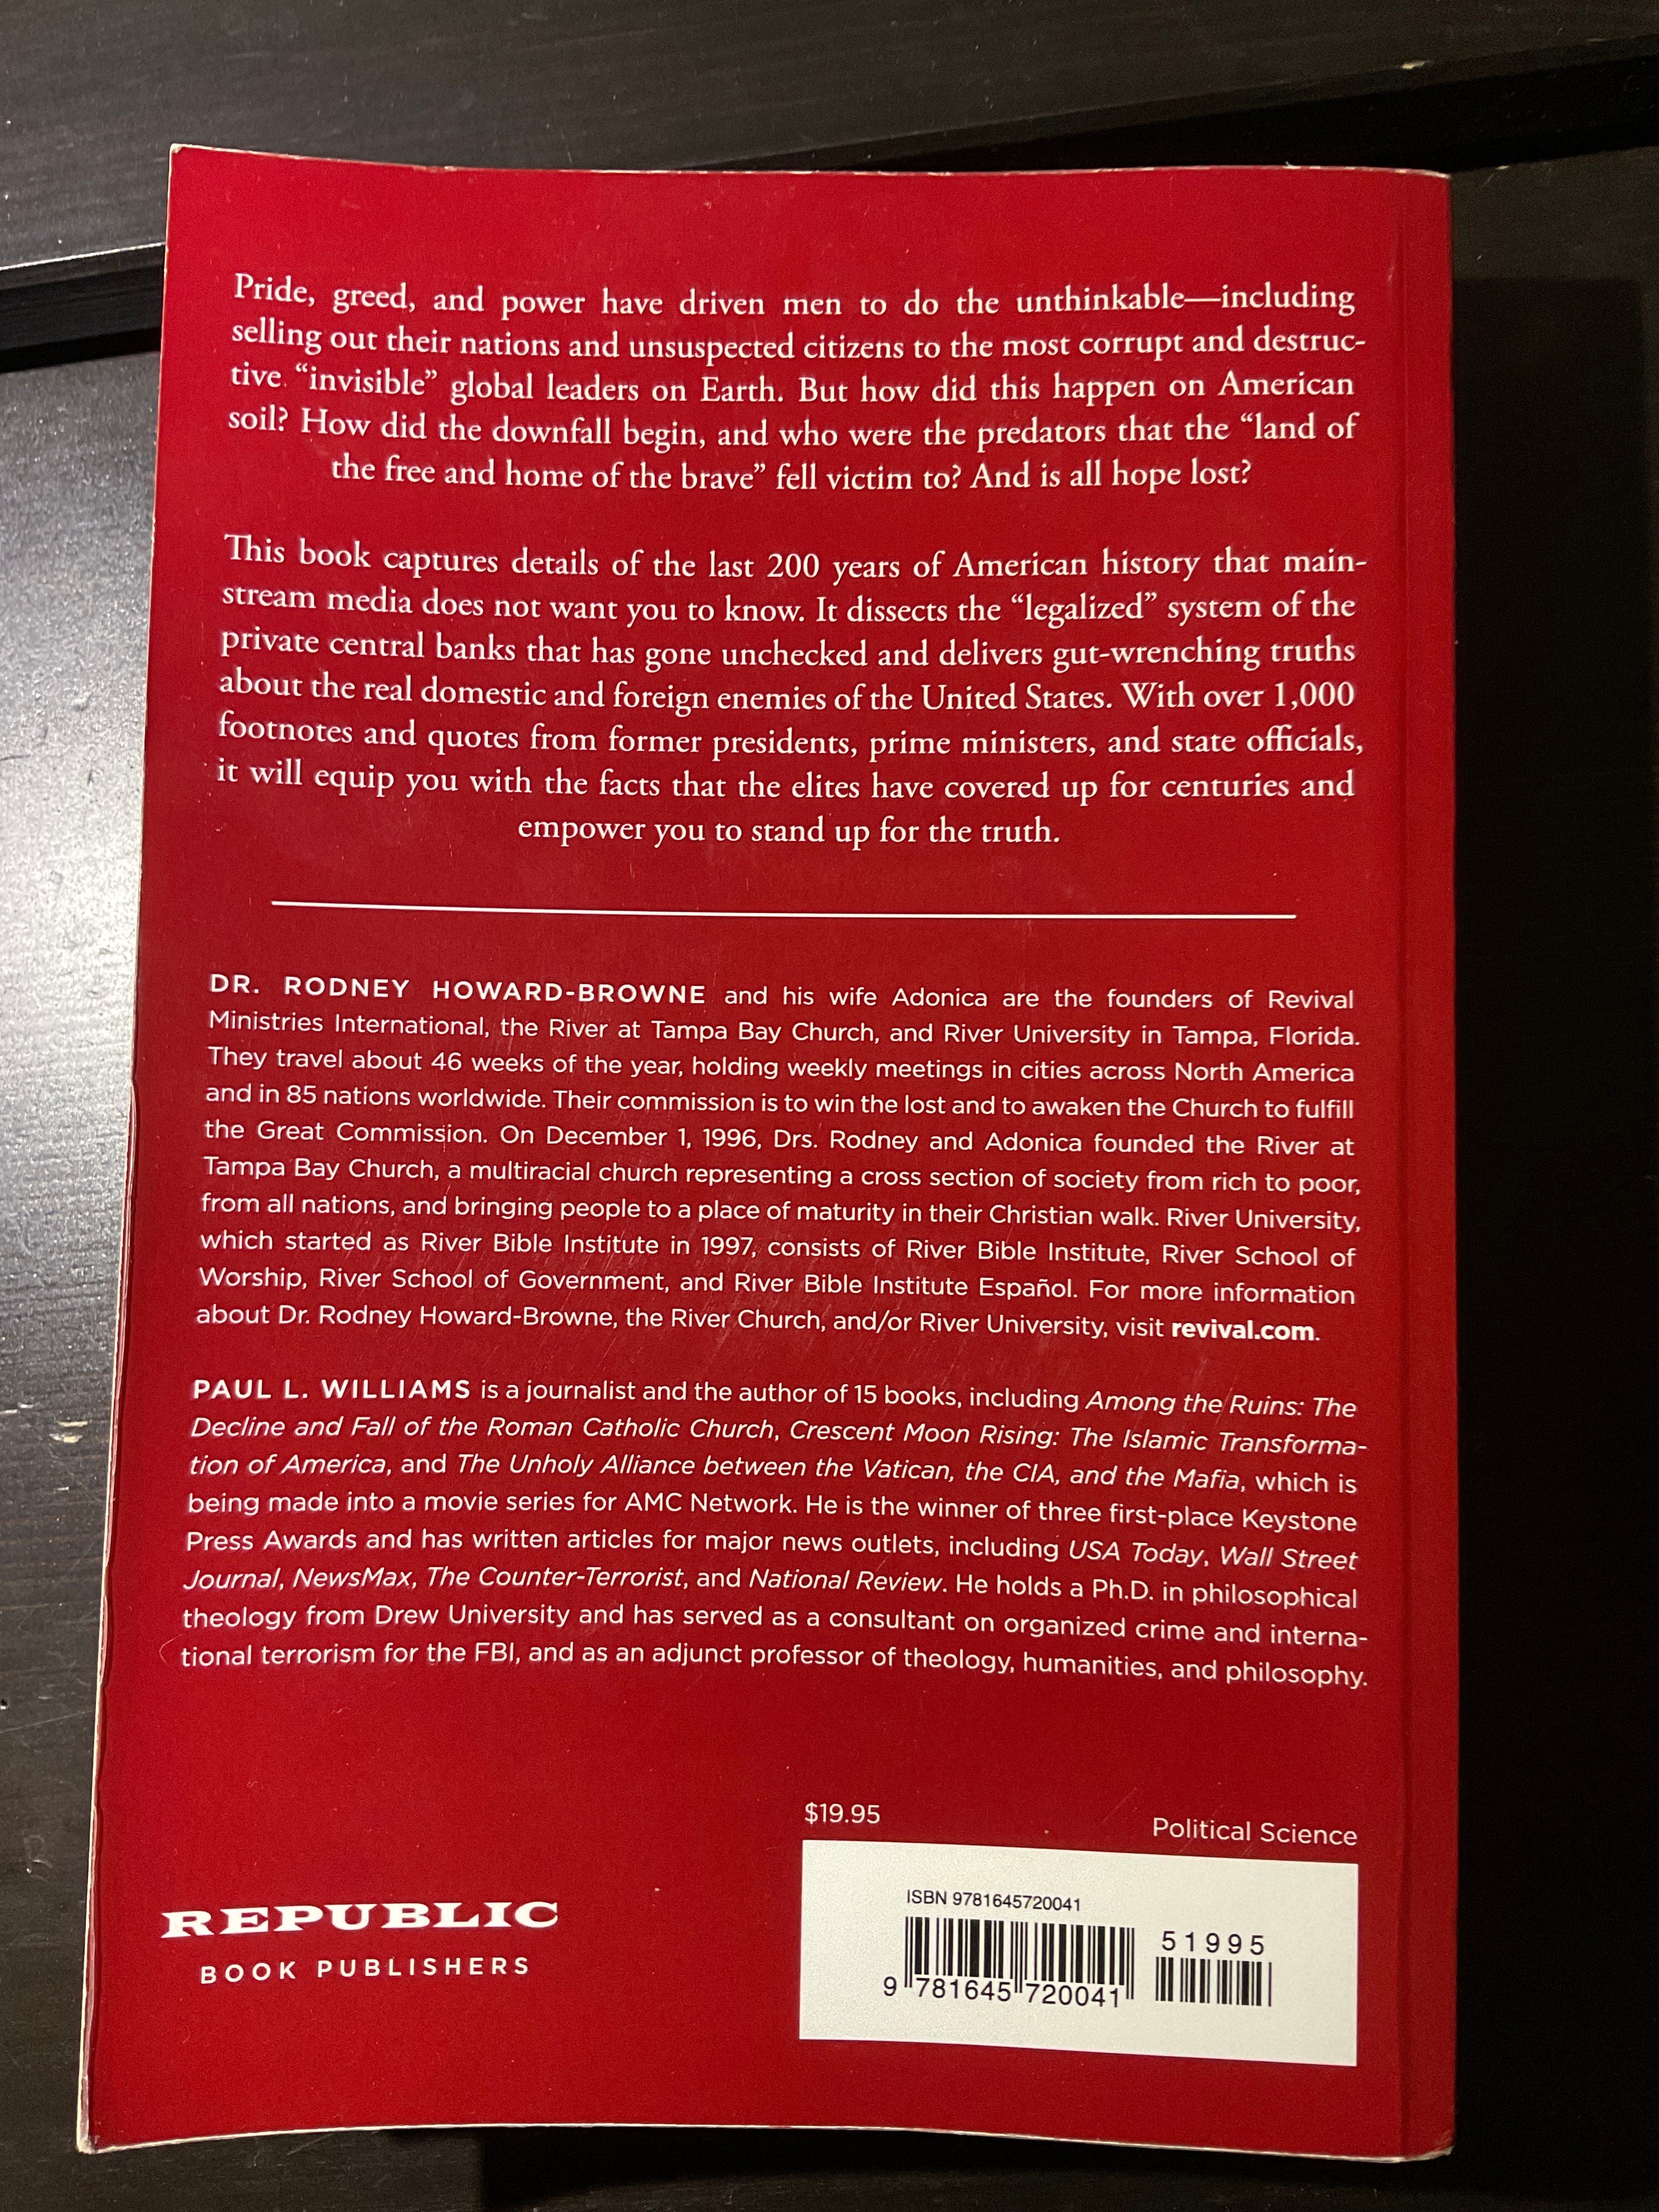 Pride, greed, and power have driven men to do the unthinkable—including
selling out their nations and unsuspected citizens to the most corrupt and destruc-
tive “invisible” global leaders on Earth. But how did this happen on American
soil? How did the downfall begin, and who were the predators that the “land of
the free and home of the brave” fell victim to? And is all hope lost?
This book captures details of the last 200 years of American history that main-
stream media does not want you to know. It dissects the “legalized” system of the
private central banks that has gone unchecked and delivers gut-wrenching truths
about the real domestic and foreign enemies of the United States. With over 1,000
footnotes and quotes from former presidents, prime ministers, and state officials,
it will equip you with the facts that the elites have covered up for centuries and
empower you to stand up for the truth.
DR. RODNEY HOWARD-BROWNE and his wife Adonica are the founders of Revival
Ministries International, the River at Tampa Bay Church, and River University in Tampa, Florida.
They travel about 46 weeks of the year, holding weekly meetings in cities across North America
and in 85 nations worldwide. Their commission is to win the lost and to awaken the Church to fulfill
the Great Commission. On December 1, 1996, Drs. Rodney and Adonica founded the River at
Tampa Bay Church, a multiracial church representing a cross section of society from rich to poor,
from all nations, and bringing people to a place of maturity in their Christian walk. River University,
which started as River Bible Institute in 1997, consists of River Bible Institute, River School of
Worship, River School of Government, and River Bible Institute Español. For more information
about Dr. Rodney Howard-Browne, the River Church, and/or River University, visit revival.com.
PAUL L. WILLIAMS is a journalist and the author of 15 books, including Among the Ruins: The
Decline and Fall of the Roman Catholic Church, Crescent Moon Rising: The Islamic Transforma-
tion of America, and The Unholy Alliance between the Vatican, the CIA, and the Mafia, which is
being made into a movie series for AMC Network. He is the winner of three first-place Keystone
Press Awards and has written articles for major news outlets, including USA Today, Wall Street
Journal, NewsMax, The Counter-Terrorist, and National Review. He holds a Ph.D. in philosophical
theology from Drew University and has served as a consultant on organized crime and interna-
tional terrorism for the FBI, and as an adjunct professor of theology, humanities, and philosophy.
$19.95
Political Science
REPUBLIC
BOOK PUBLISHERS
ISBN 9781645720041
51995
9 781645 720041